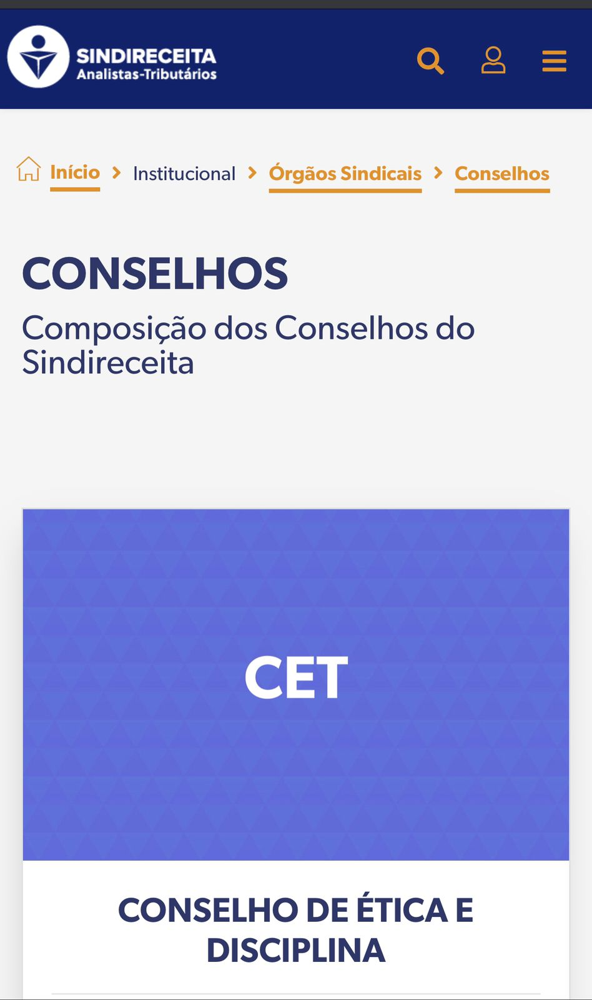 SINDIRECEITA
Analistas-Tributários
Início > Institucional > Órgãos Sindicais > Conselhos
CONSELHOS
Composição dos Conselhos do
Sindireceita
CET
CONSELHO DE ÉTICA E
DISCIPLINA